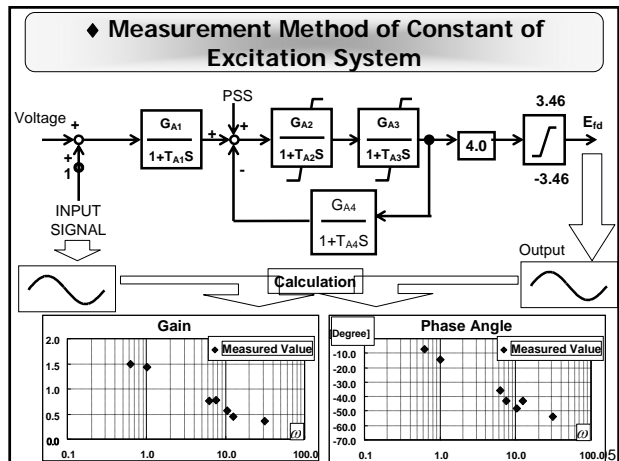 ♦ Measurement Method of Constant of
Excitation System
PSS
3.46
Voltage
+
+
1
G_A1
1+T_A1S
+
+
-
G_A2
1+T_A2S
G_A3
1+T_A3S
4.0
E_fd
-3.46
G_A4
1+T_A4S
INPUT
SIGNAL
Output
Calculation
Gain
♦ Measured Value
2.0
1.5
1.0
0.5
0.0
0.1
1.0
10.0
100.0
ω
[Degree]
Phase Angle
♦ Measured Value
-10.0
-20.0
-30.0
-40.0
-50.0
-60.0
-70.0
0.1
1.0
10.0
100.0
ω
5